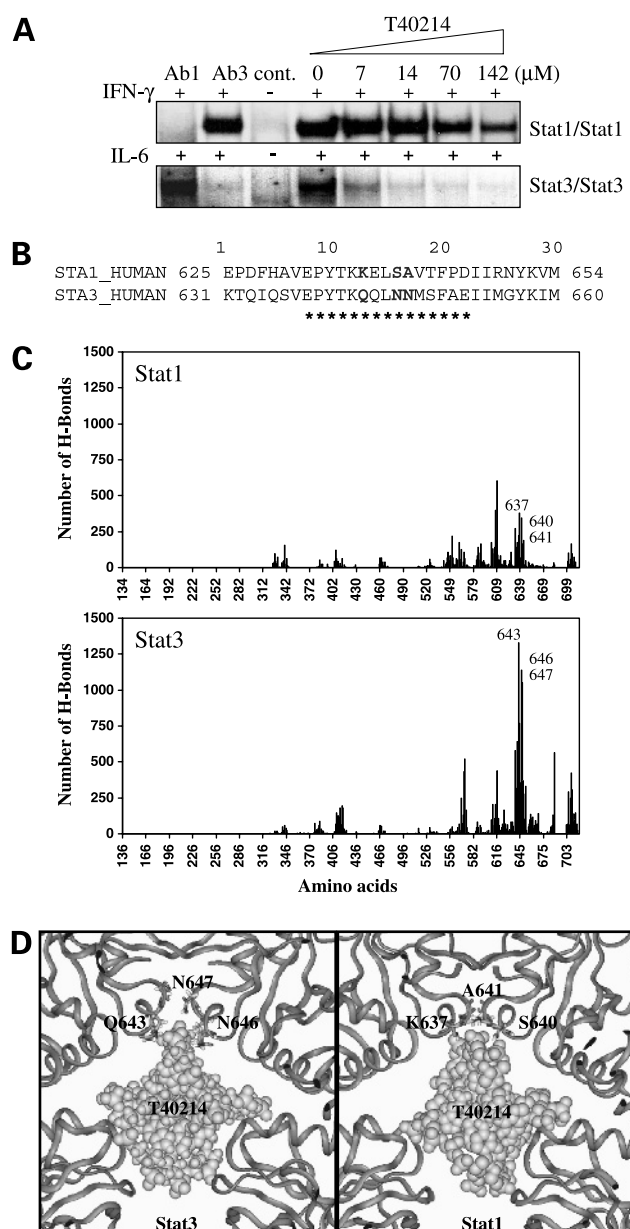 A
T40214
Ab1 Ab3 cont. 0 7 14 70 142 (µM)
IFN-γ + + - + + + + +
Stat1/Stat1
IL-6 + + - + + + + +
Stat3/Stat3
B
1 10 20 30
STA1_HUMAN 625 EPDFHAVEPYTKKELSAVTFPDIIRNYKVM 654
STA3_HUMAN 631 KTQIQSVEPYTKQQLNNMSFAEIIMGYKIM 660
***************
C
1500
Stat1
1250
1000
750
500
250
0
Number of H-Bonds
637
640
641
134 164 192 222 252 282 312 342 372 402 430 460 490 520 549 579 609 639 669 699
1500
Stat3
1250
1000
750
500
250
0
Number of H-Bonds
643
646
647
136 166 196 226 256 286 316 346 370 406 436 466 496 526 556 582 616 645 675 703
Amino acids
D
N647
Q643 N646
T40214
Stat3
A641
K637 S640
T40214
Stat1